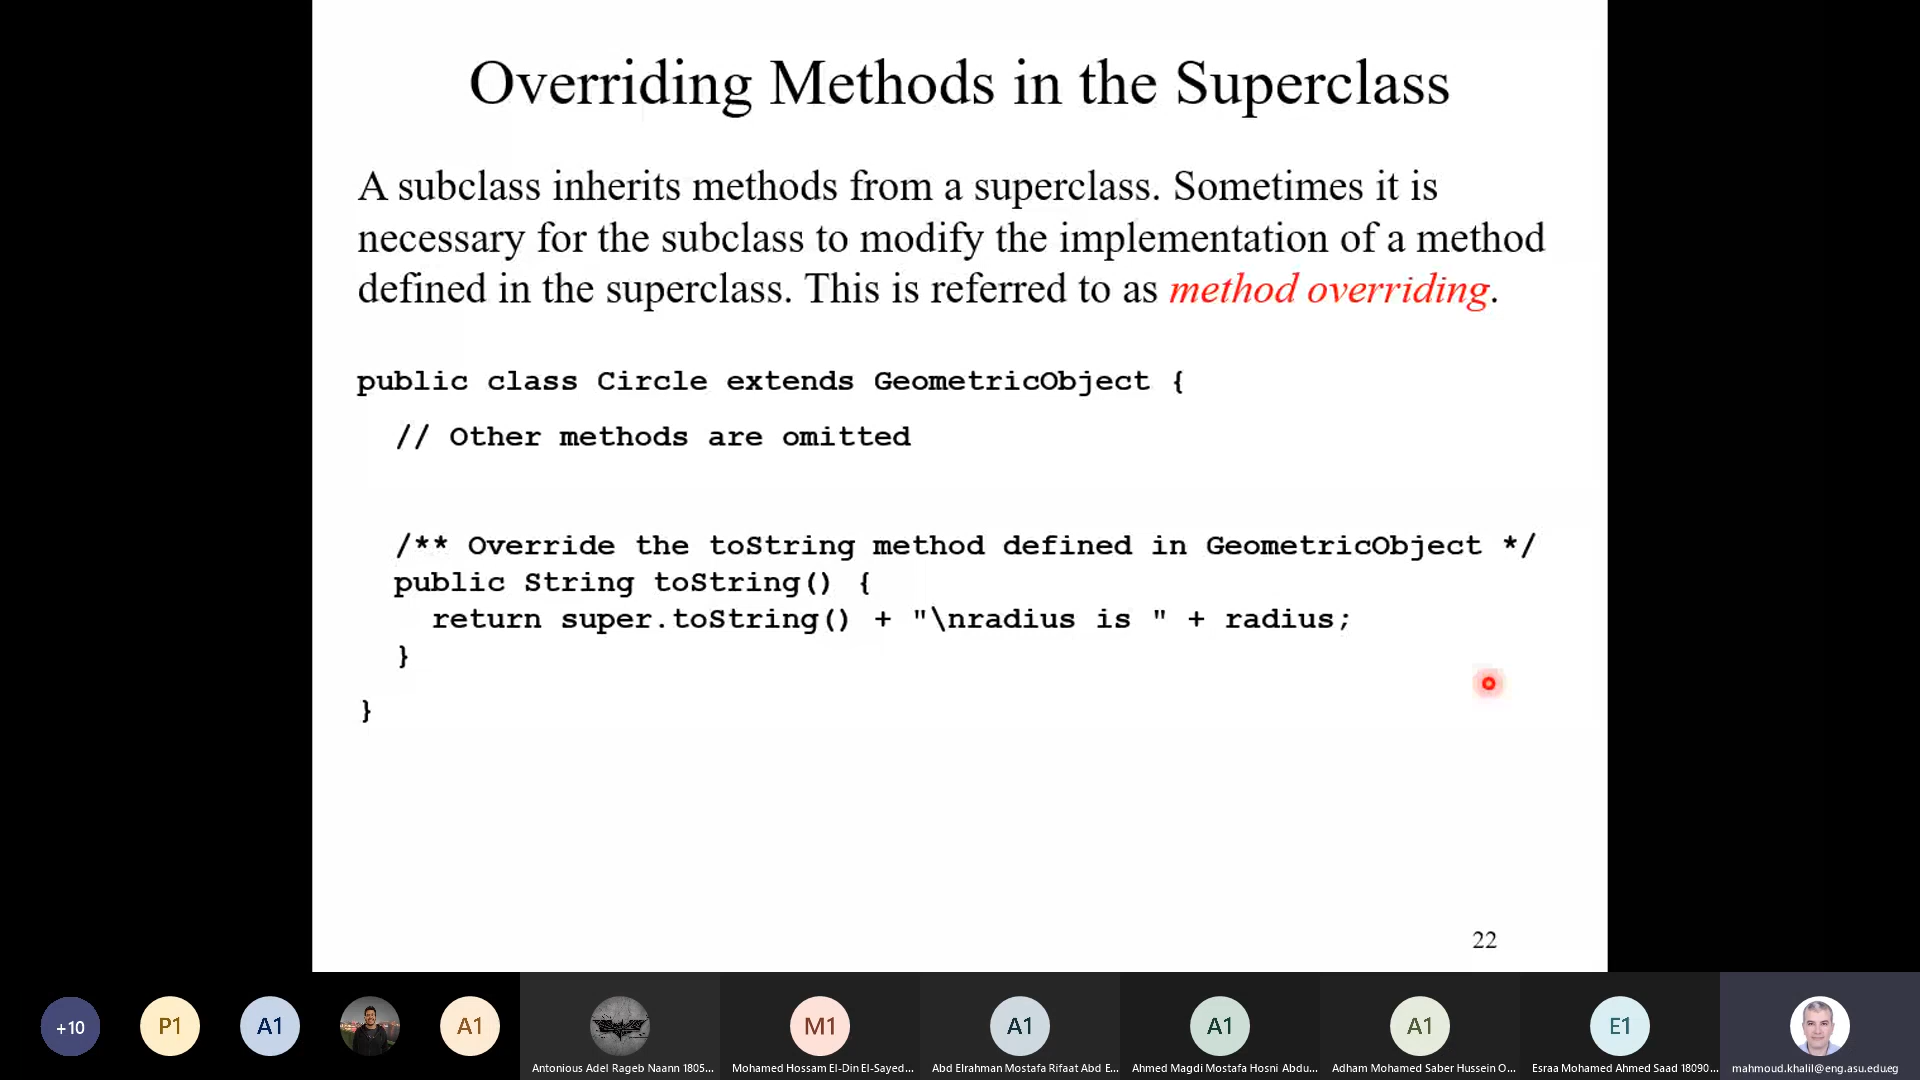 Overriding Methods in the Superclass
A subclass inherits methods from a superclass. Sometimes it is
necessary for the subclass to modify the implementation of a method
defined in the superclass. This is referred to as method overriding.
public class Circle extends GeometricObject {
// Other methods are omitted
/** Override the toString method defined in GeometricObject */
public String toString() {
return super.toString() + "\nradius is " + radius;
}
}
22
+10
P1
A1
A1
M1
A1
A1
A1
E1
Antonious Adel Rageb Naann 1805...
Mohamed Hossam El-Din El-Sayed...
Abd Elrahman Mostafa Rifaat Abd E...
Ahmed Magdi Mostafa Hosni Abdu...
Adham Mohamed Saber Hussein O...
Esraa Mohamed Ahmed Saad 18090...
mahmoud.khalil@eng.asu.edu.eg